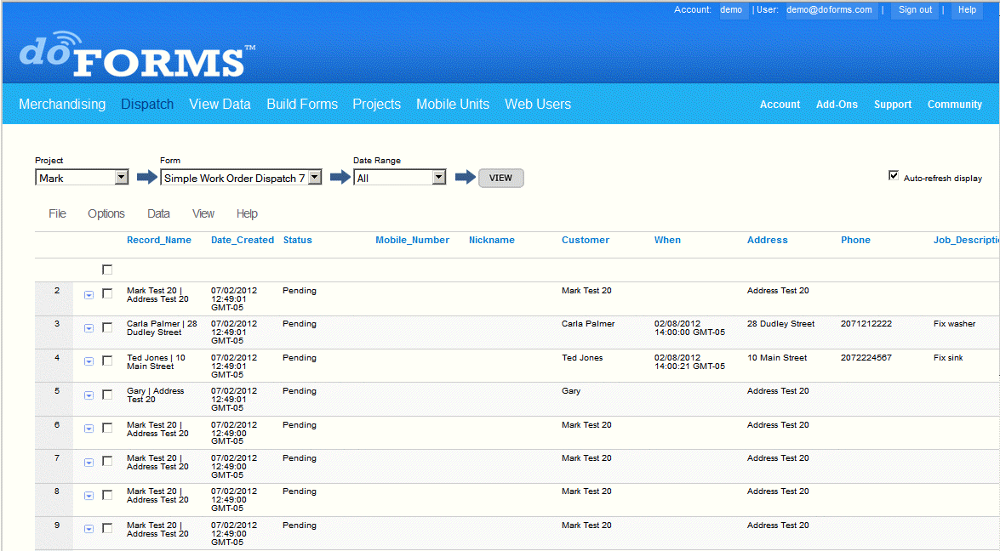 Account: demo | User: demo@doforms.com | Sign out | Help
doFORMS™
Merchandising Dispatch View Data Build Forms Projects Mobile Units Web Users Account Add-Ons Support Community
Project Form Date Range
Mark Simple Work Order Dispatch 7 All VIEW Auto-refresh display
File Options Data View Help
Record_Name Date_Created Status Mobile_Number Nickname Customer When Address Phone Job_Descripti
2 Mark Test 20 | 07/02/2012 Pending Mark Test 20 Address Test 20
Address Test 20 12:49:01
GMT-05
3 Carla Palmer | 28 07/02/2012 Pending Carla Palmer 02/08/2012 28 Dudley Street 2071212222 Fix washer
Dudley Street 12:49:01 14:00:00 GMT-05
GMT-05
4 Ted Jones | 10 07/02/2012 Pending Ted Jones 02/08/2012 10 Main Street 2072224567 Fix sink
Main Street 12:49:01 14:00:21 GMT-05
GMT-05
5 Gary | Address 07/02/2012 Pending Gary Address Test 20
Test 20 12:49:01
GMT-05
6 Mark Test 20 | 07/02/2012 Pending Mark Test 20 Address Test 20
Address Test 20 12:49:00
GMT-05
7 Mark Test 20 | 07/02/2012 Pending Mark Test 20 Address Test 20
Address Test 20 12:49:00
GMT-05
8 Mark Test 20 | 07/02/2012 Pending Mark Test 20 Address Test 20
Address Test 20 12:49:00
GMT-05
9 Mark Test 20 | 07/02/2012 Pending Mark Test 20 Address Test 20
Address Test 20 12:49:00
GMT-05